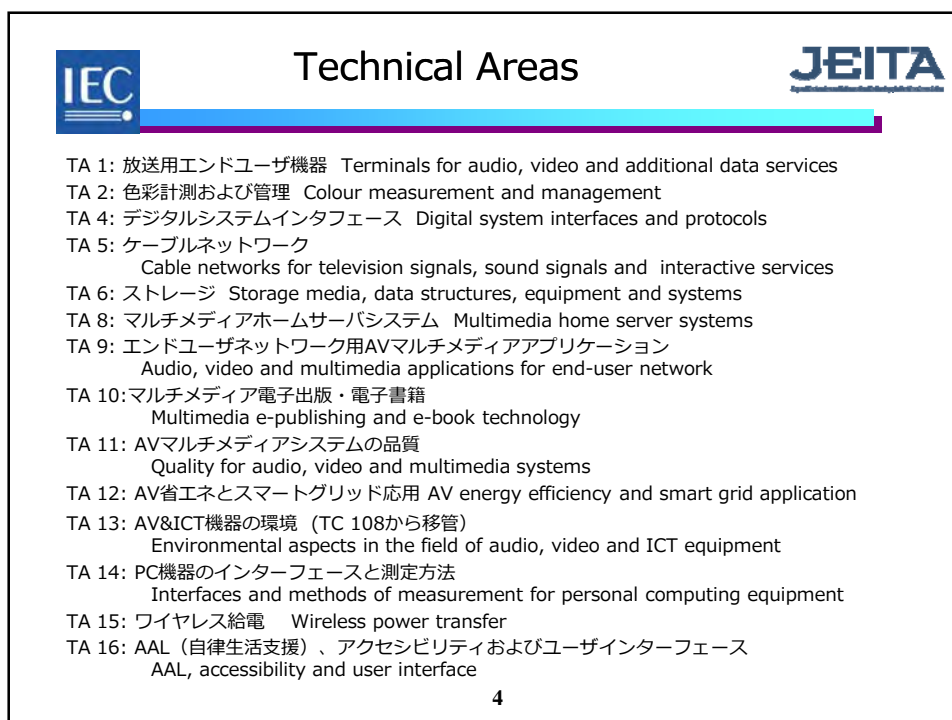 IEC
Technical Areas
JEITA
TA 1: 放送用エンドユーザ機器 Terminals for audio, video and additional data services
TA 2: 色彩計測および管理 Colour measurement and management
TA 4: デジタルシステムインタフェース Digital system interfaces and protocols
TA 5: ケーブルネットワーク
Cable networks for television signals, sound signals and interactive services
TA 6: ストレージ Storage media, data structures, equipment and systems
TA 8: マルチメディアホームサーバシステム Multimedia home server systems
TA 9: エンドユーザネットワーク用AVマルチメディアアプリケーション
Audio, video and multimedia applications for end-user network
TA 10:マルチメディア電子出版・電子書籍
Multimedia e-publishing and e-book technology
TA 11: AVマルチメディアシステムの品質
Quality for audio, video and multimedia systems
TA 12: AV省エネとスマートグリッド応用 AV energy efficiency and smart grid application
TA 13: AV&ICT機器の環境 (TC 108から移管)
Environmental aspects in the field of audio, video and ICT equipment
TA 14: PC機器のインターフェースと測定方法
Interfaces and methods of measurement for personal computing equipment
TA 15: ワイヤレス給電 Wireless power transfer
TA 16: AAL（自律生活支援）、アクセシビリティおよびユーザインターフェース
AAL, accessibility and user interface
4